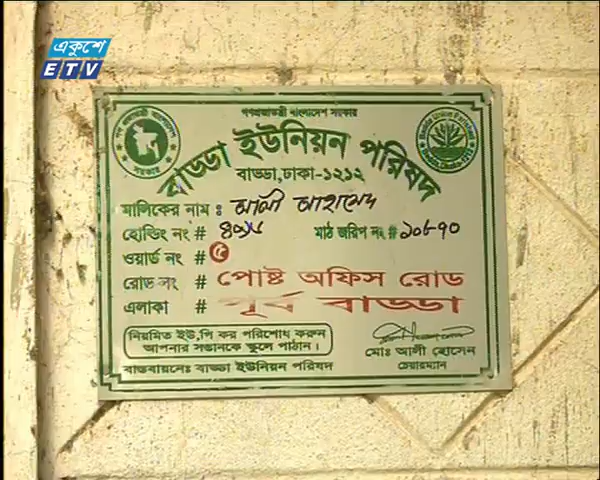 একুশে
ETV
গণপ্রজাতন্ত্রী বাংলাদেশ সরকার
বাড্ডা ইউনিয়ন পরিষদ
বাড্ডা,ঢাকা-১২১২
মালিকের নাম : আলী আহামেদ
হোল্ডিং নং #
মাঠ জরিপ নং #
ওয়ার্ড নং # ৫
রোড নং # পোষ্ট অফিস রোড
এলাকা # পূর্ব বাড্ডা
নিয়মিত ইউ,পি কর পরিশোধ করুন
আপনার সন্তানকে স্কুলে পাঠান ।
মোঃ আলী হোসেন
চেয়ারম্যান
বাস্তবায়নেঃ বাড্ডা ইউনিয়ন পরিষদ